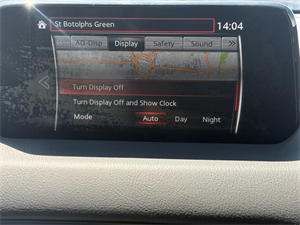 St Botolphs Green 14:04
AD-Disp Display Safety Sound »
Turn Display Off
Turn Display Off and Show Clock
Mode Auto Day Night